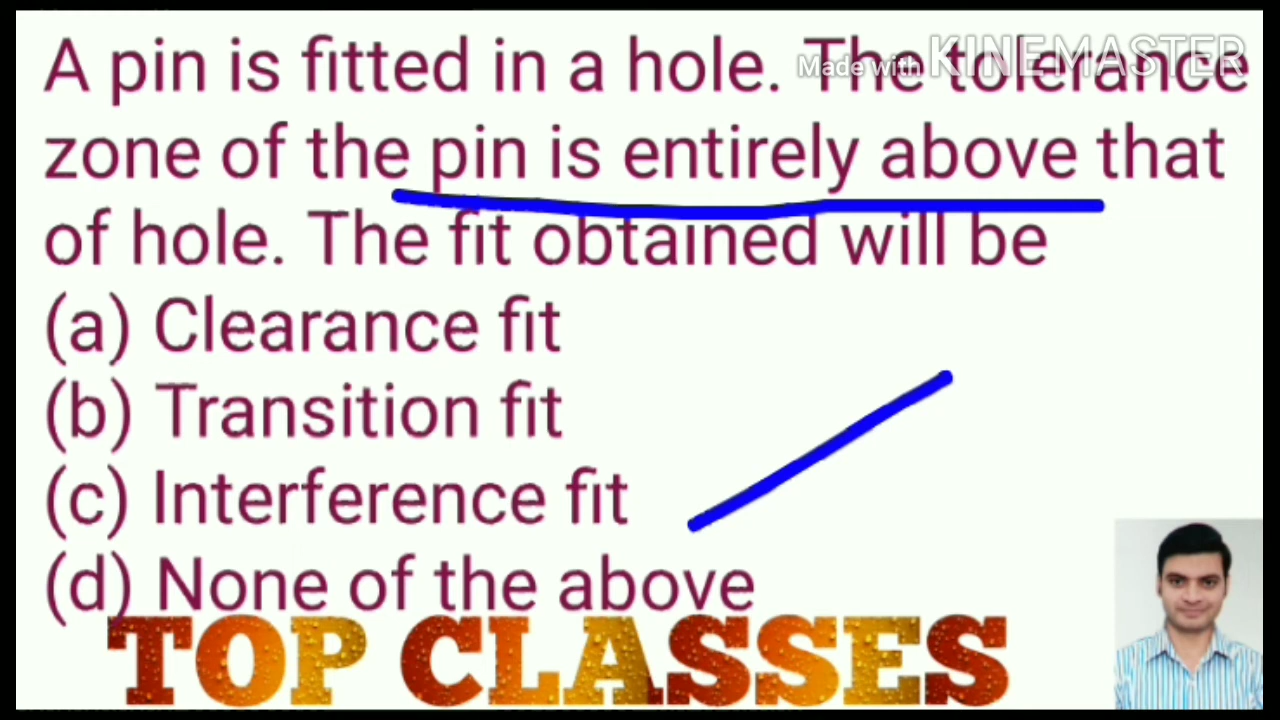 Made with KINEMASTER
A pin is fitted in a hole. The tolerance
zone of the pin is entirely above that
of hole. The fit obtained will be
(a) Clearance fit
(b) Transition fit
(c) Interference fit
(d) None of the above
TOP CLASSES